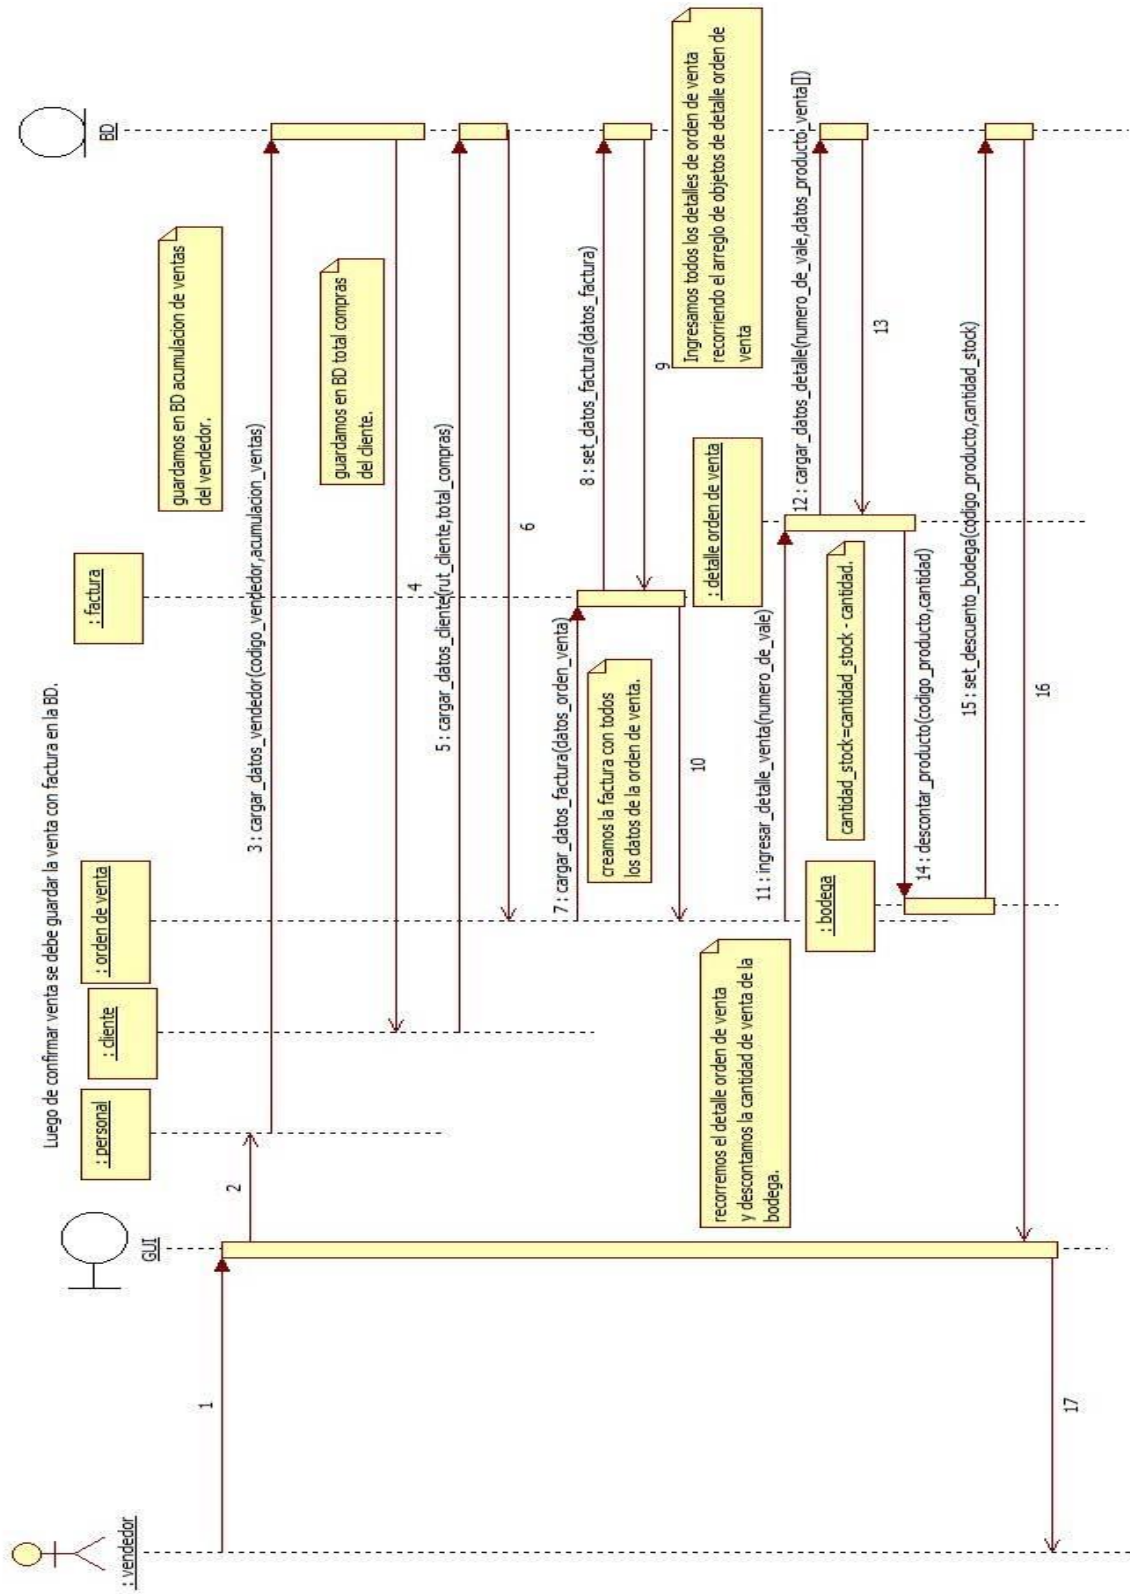 Luego de confirmar venta se debe guardar la venta con factura en la BD.
: vendedor
GUI
: personal
: cliente
: orden de venta
: factura
BD
1
2
guardamos en BD acumulacion de ventas
del vendedor.
3 : cargar_datos_vendedor(codigo_vendedor,acumulacion_ventas)
guardamos en BD total compras
del cliente.
4
5 : cargar_datos_cliente(rut_cliente,total_compras)
6
7 : cargar_datos_factura(datos_orden_venta)
8 : set_datos_factura(datos_factura)
creamos la factura con todos
los datos de la orden de venta.
9
10
Ingresamos todos los detalles de orden de venta
recorriendo el arreglo de objetos de detalle orden de
venta
: detalle orden de venta
recorremos el detalle orden de venta
y descontamos la cantidad de venta de la
bodega.
11 : ingresar_detalle_venta(numero_de_vale)
12 : cargar_datos_detalle(numero_de_vale,datos_producto_venta[])
: bodega
cantidad_stock=cantidad_stock - cantidad.
13
14 : descontar_producto(codigo_producto,cantidad)
15 : set_descuento_bodega(codigo_producto,cantidad_stock)
16
17